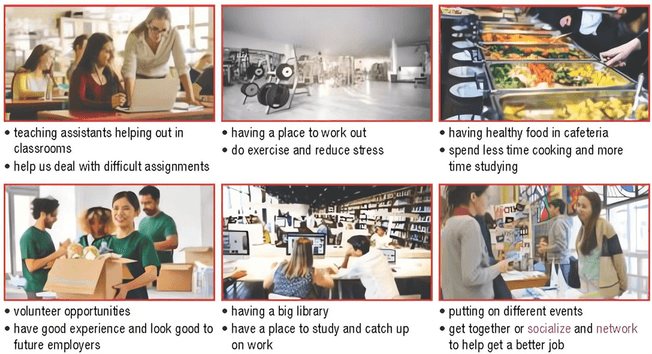 • teaching assistants helping out in
classrooms
• help us deal with difficult assignments
• having a place to work out
• do exercise and reduce stress
• having healthy food in cafeteria
• spend less time cooking and more
time studying
• volunteer opportunities
• have good experience and look good to
future employers
• having a big library
• have a place to study and catch up
on work
• putting on different events
• get together or socialize and network
to help get a better job